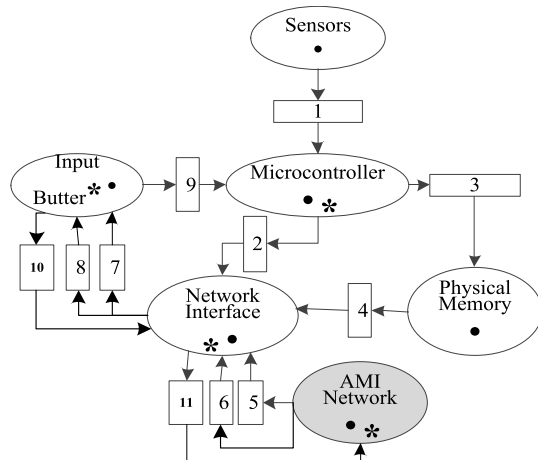 Sensors
1
Input
Butter * •
9
Microcontroller
• *
3
2
10
8
7
Network
Interface
* •
4
Physical
Memory
11
6
5
AMI
Network
• *